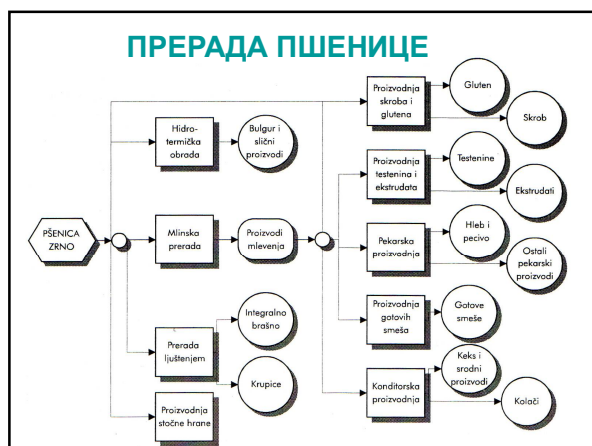 ПРЕРАДА ПШЕНИЦЕ
PŠENICA
ZRNO
Hidro-
termička
obrada
Bulgur i
slični
proizvodi
Mlinska
prerada
Proizvodi
mlevenja
Prerada
ljuštenjem
Integralno
brašno
Krupice
Proizvodnja
stočne hrane
Proizvodnja
skroba i
glutena
Gluten
Skrob
Proizvodnja
testenina i
ekstrudata
Testenine
Ekstrudati
Pekarska
proizvodnja
Hleb i
pecivo
Ostali
pekarski
proizvodi
Proizvodnja
gotovih
smeša
Gotove
smeše
Konditorska
proizvodnja
Keks i
srodni
proizvodi
Kolači